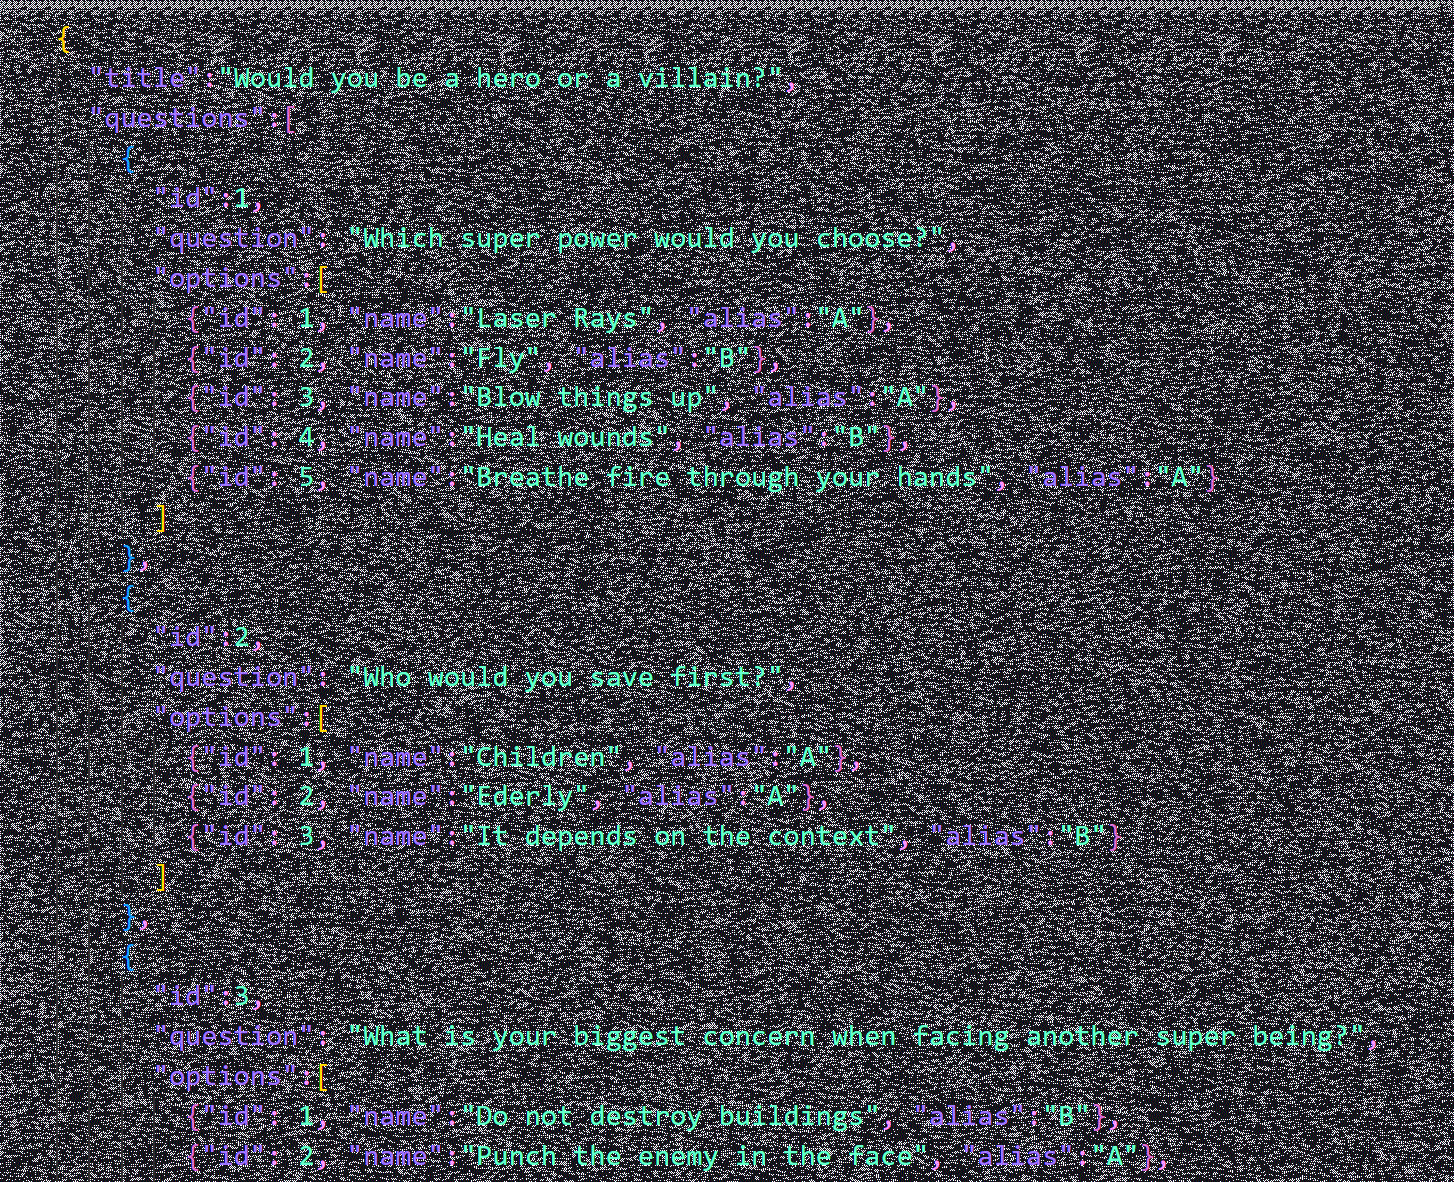 {
"title":"Would you be a hero or a villain?",
"questions":[
{
"id":1,
"question": "Which super power would you choose?",
"options":[
{"id": 1, "name":"Laser Rays", "alias":"A"},
{"id": 2, "name":"Fly", "alias":"B"},
{"id": 3, "name":"Blow things up", "alias":"A"},
{"id": 4, "name":"Heal wounds", "alias":"B"},
{"id": 5, "name":"Breathe fire through your hands", "alias":"A"}
]
},
{
"id":2,
"question": "Who would you save first?",
"options":[
{"id": 1, "name":"Children", "alias":"A"},
{"id": 2, "name":"Ederly", "alias":"A"},
{"id": 3, "name":"It depends on the context", "alias":"B"}
]
},
{
"id":3,
"question": "What is your biggest concern when facing another super being?",
"options":[
{"id": 1, "name":"Do not destroy buildings", "alias":"B"},
{"id": 2, "name":"Punch the enemy in the face", "alias":"A"},